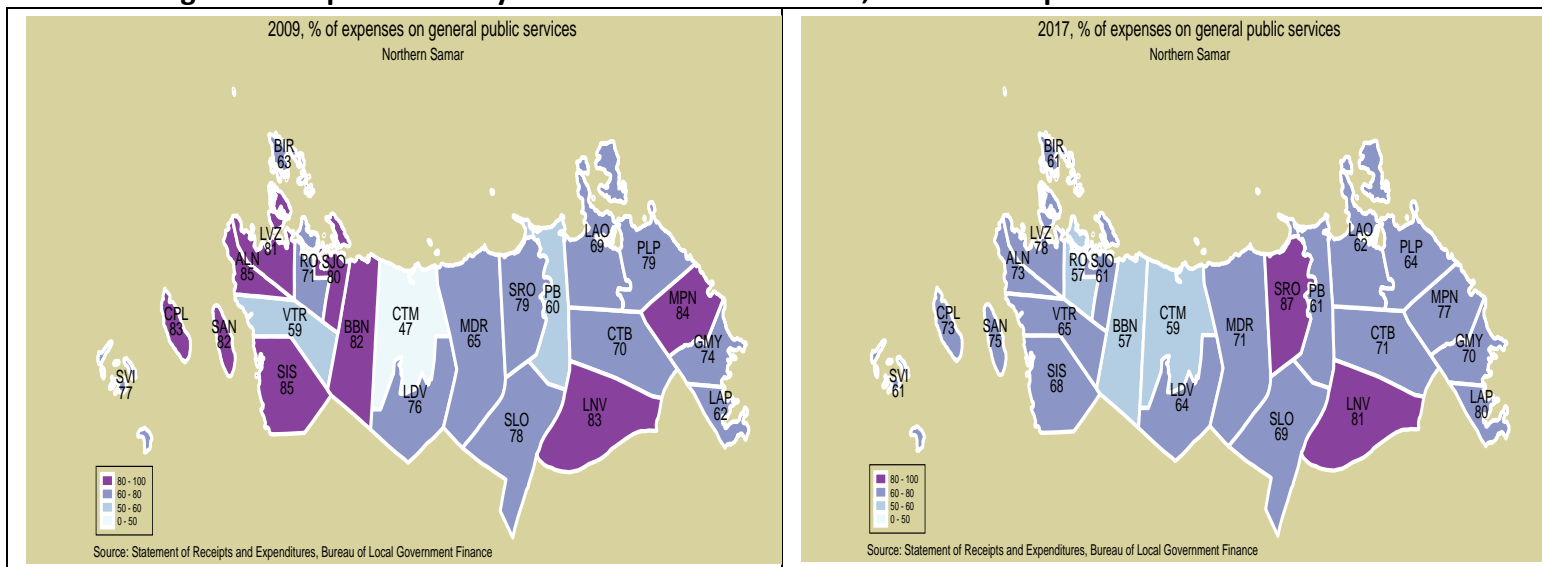 2009, % of expenses on general public services
Northern Samar
BIR
63
LVZ
81
ALN
85
RO
71
SJO
80
LAO
69
PLP
79
CPL
83
SAN
82
VTR
59
BBN
82
CTM
47
MDR
65
SRO
79
PB
60
MPN
84
CTB
70
GMY
74
SVI
77
SIS
85
LDV
76
SLO
78
LNV
83
LAP
62
80 - 100
60 - 80
50 - 60
0 - 50
Source: Statement of Receipts and Expenditures, Bureau of Local Government Finance
2017, % of expenses on general public services
Northern Samar
BIR
61
LVZ
78
ALN
73
RO
57
SJO
61
LAO
62
PLP
64
CPL
73
SAN
75
VTR
65
BBN
57
CTM
59
MDR
71
SRO
87
PB
61
MPN
77
CTB
71
GMY
70
SVI
61
SIS
68
LDV
64
SLO
69
LNV
81
LAP
80
80 - 100
60 - 80
50 - 60
0 - 50
Source: Statement of Receipts and Expenditures, Bureau of Local Government Finance